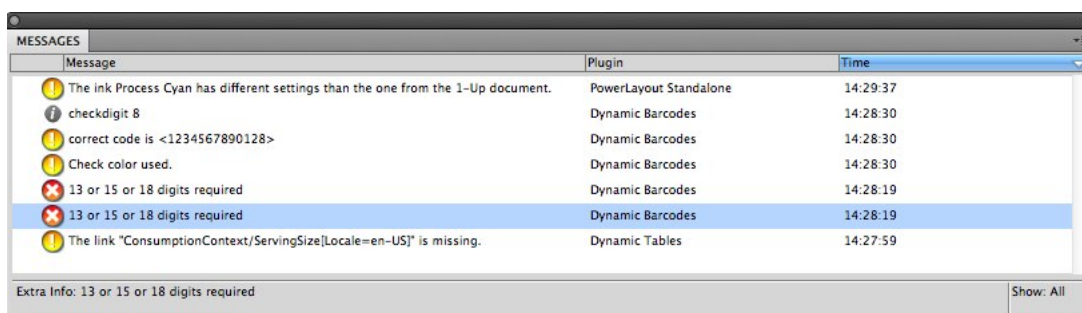 MESSAGES
Message Plugin Time
The ink Process Cyan has different settings than the one from the 1-Up document. PowerLayout Standalone 14:29:37
checkdigit 8 Dynamic Barcodes 14:28:30
correct code is <1234567890128> Dynamic Barcodes 14:28:30
Check color used. Dynamic Barcodes 14:28:30
13 or 15 or 18 digits required Dynamic Barcodes 14:28:19
13 or 15 or 18 digits required Dynamic Barcodes 14:28:19
The link "ConsumptionContext/ServingSize[Locale=en-US]" is missing. Dynamic Tables 14:27:59
Extra Info: 13 or 15 or 18 digits required Show: All